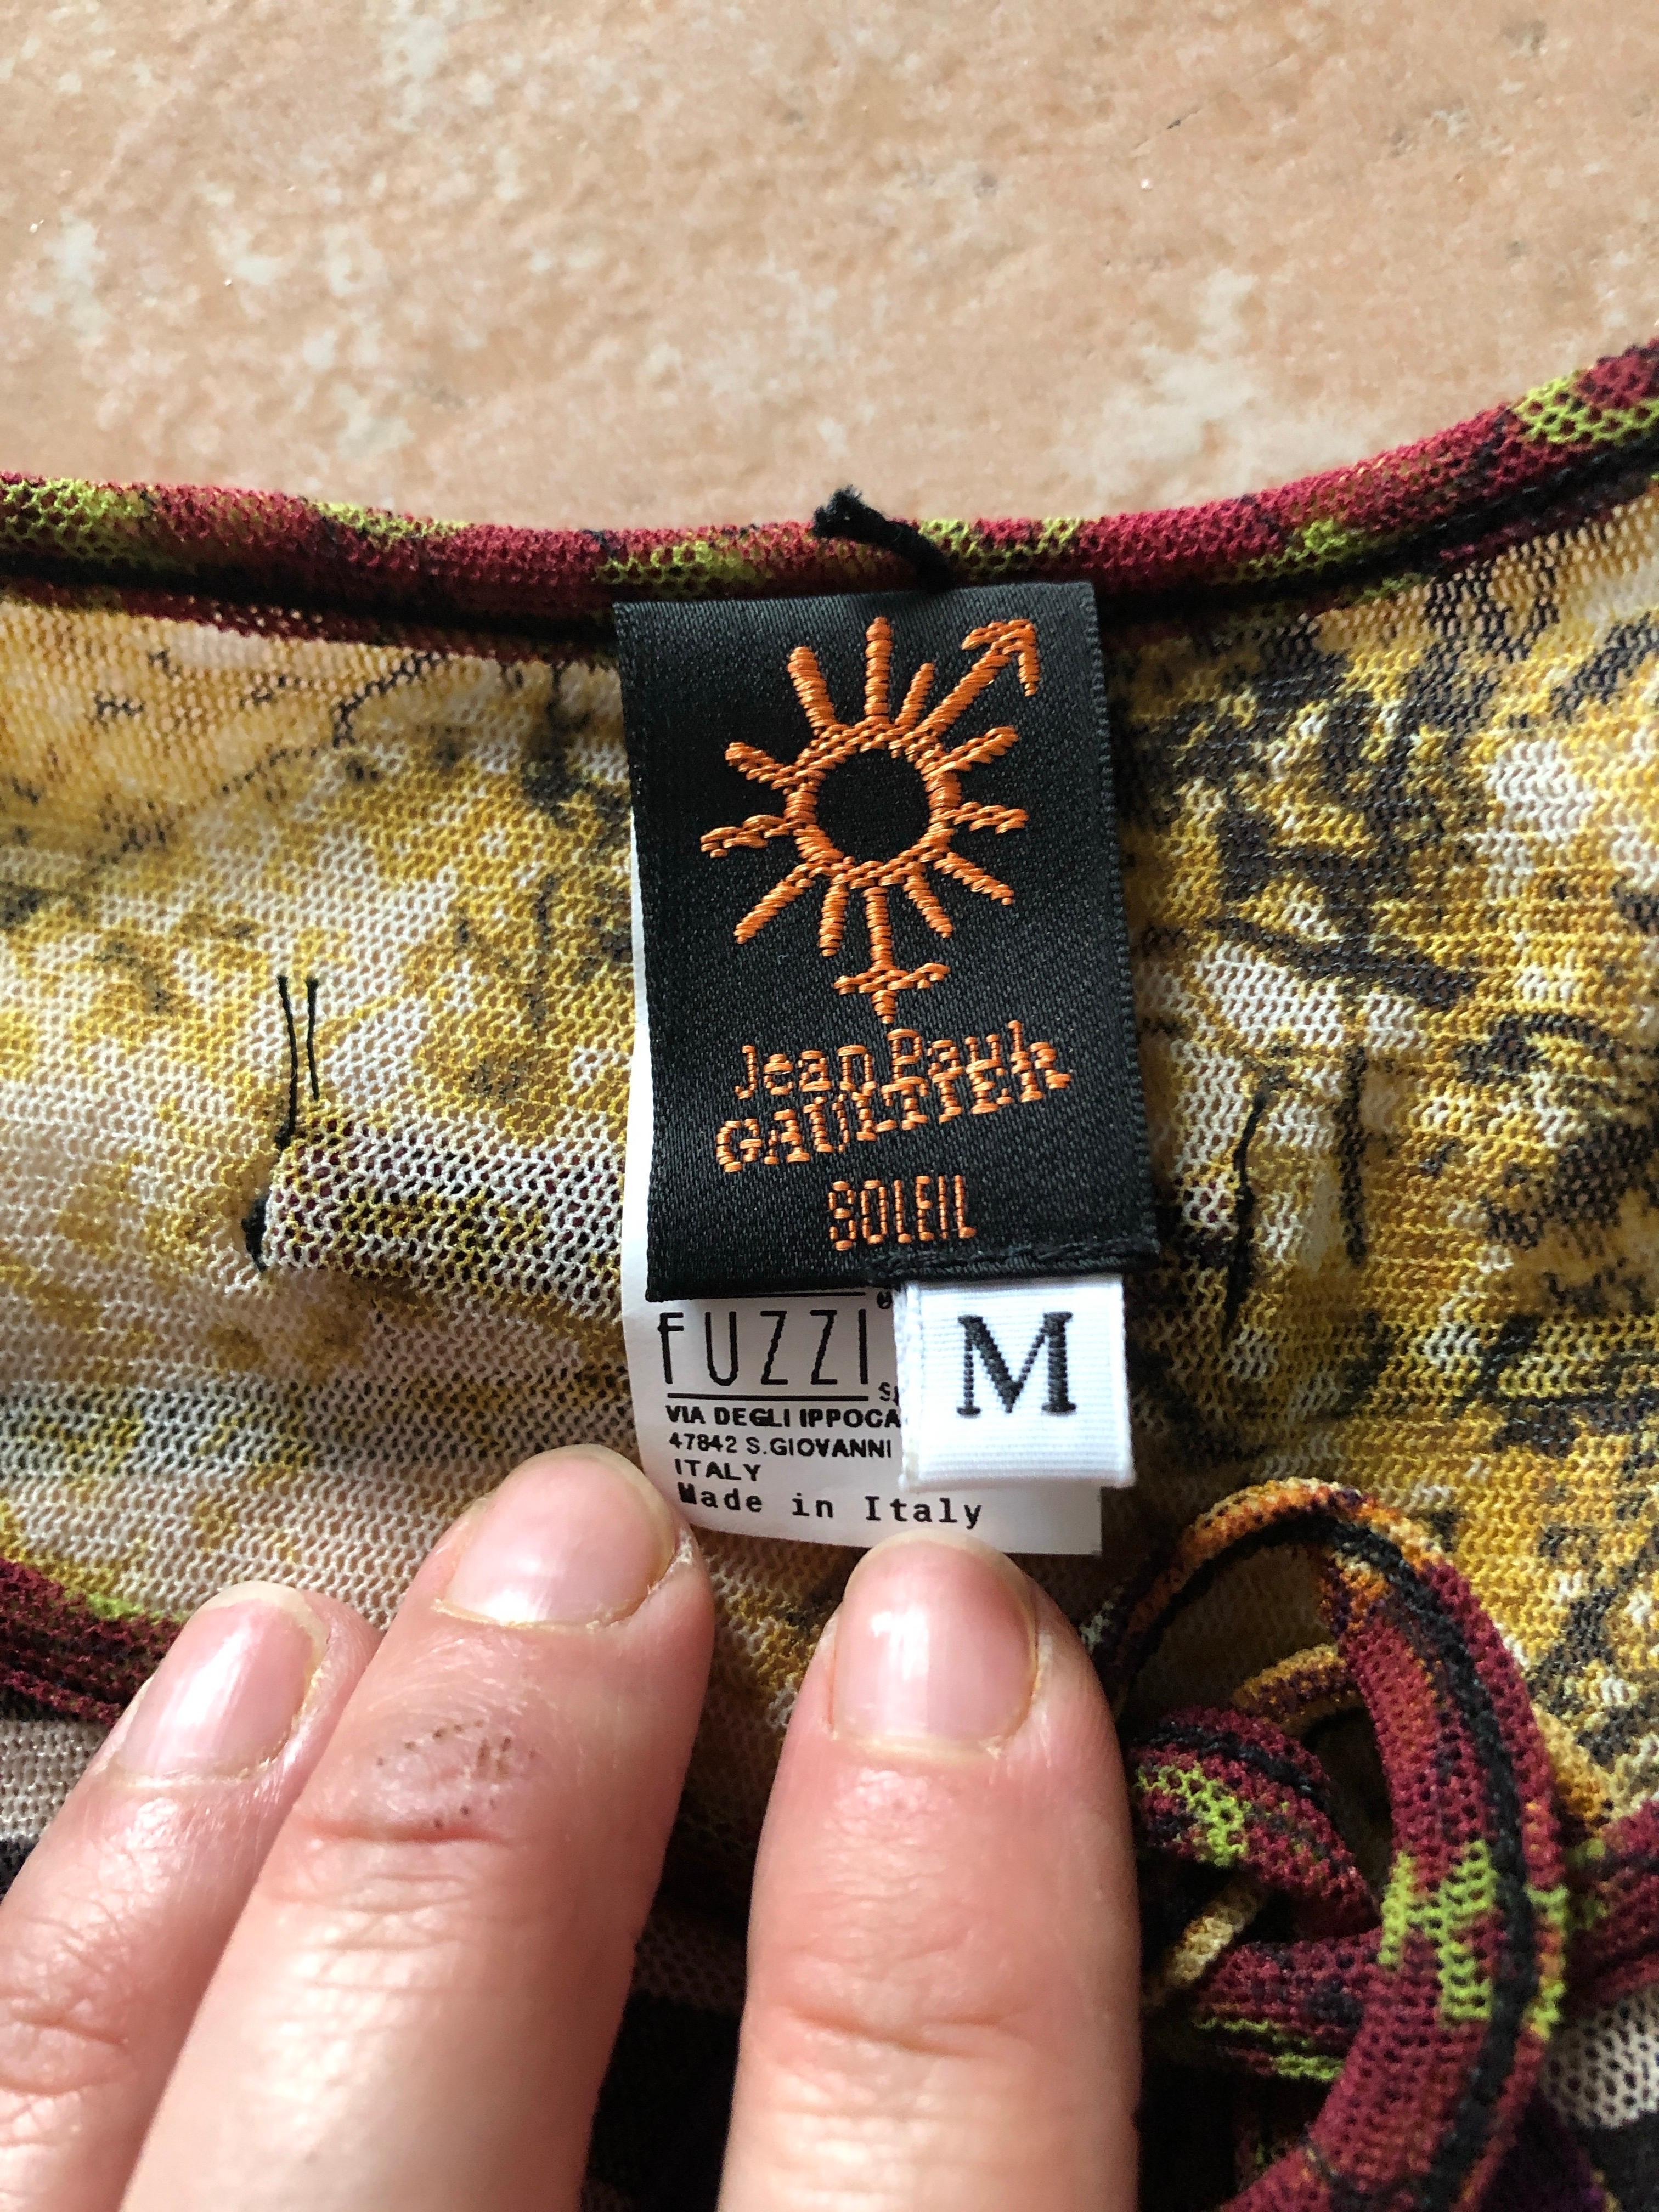 Jean Paul
GAULTIER
SOLEIL
FUZZI
M
VIA DEGLI IPPOCA
47842 S.GIOVANNI
ITALY
Made in Italy